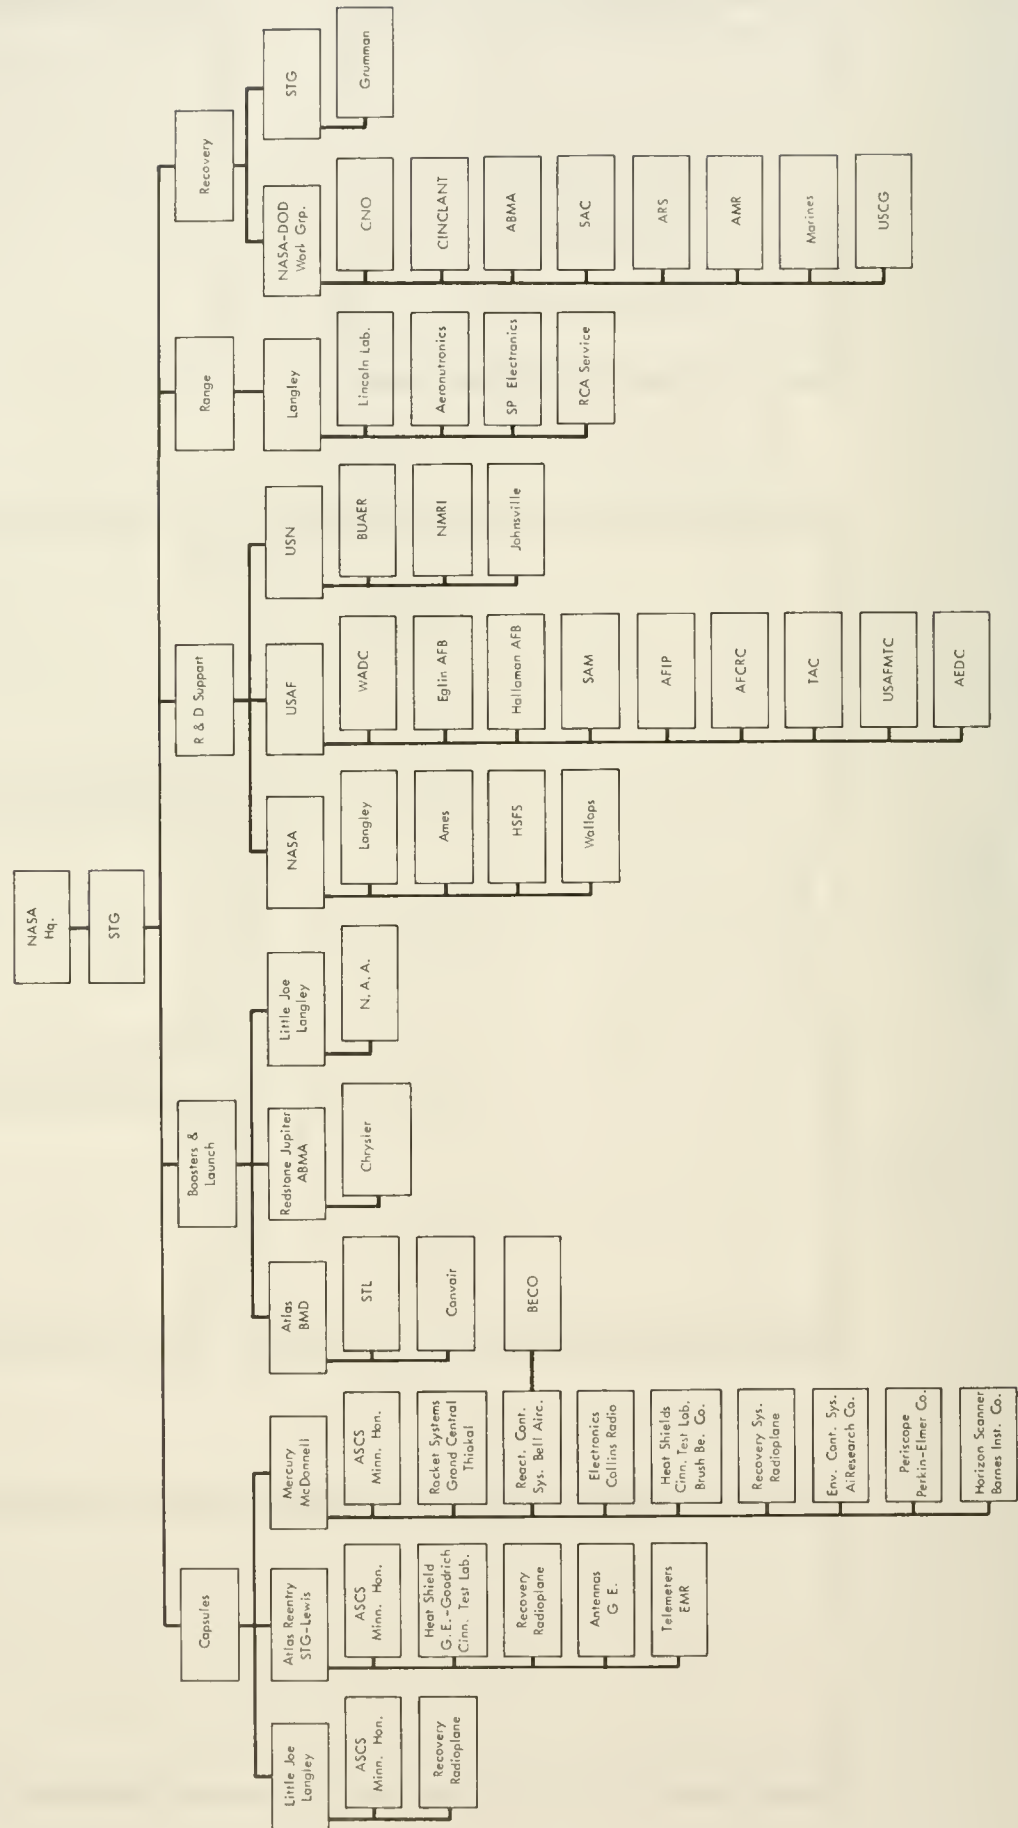 NASA
Hq.
STG
Capsules
Little Joe
Langley
ASCS
Minn. Hon.
Recovery
Radioplane
Atlas Reentry
STG-Lewis
ASCS
Minn. Hon.
Heat Shield
G. E.-Goodrich
Cinn. Test Lab.
Recovery
Radioplane
Antennas
G E.
Telemeters
EMR
Mercury
McDonnell
ASCS
Minn. Hon.
Rocket Systems
Grand Central
Thiokal
React. Cont.
Sys. Bell Airc.
BECO
Electronics
Collins Radio
Heat Shields
Cinn. Test Lab.
Brush Be. Co.
Recovery Sys.
Radioplane
Env. Cont. Sys.
AiResearch Co.
Periscope
Perkin-Elmer Co.
Horizon Scanner
Barnes Inst. Co.
Boosters &
Launch
Atlas
BMD
STL
Convair
Redstone Jupiter
ABMA
Chrysler
Little Joe
Langley
N. A. A.
R & D Support
NASA
Langley
Ames
HSFS
Wallops
USAF
WADC
Eglin AFB
Hallaman AFB
SAM
AFIP
AFCRC
TAC
USAFMTC
AEDC
USN
BUAER
NMRI
Johnsville
Range
Langley
Lincoln Lab.
Aeronutronics
SP Electronics
RCA Service
Recovery
NASA-DOD
Work Grp.
CNO
CINCLANT
ABMA
SAC
ARS
AMR
Marines
USCG
STG
Grumman